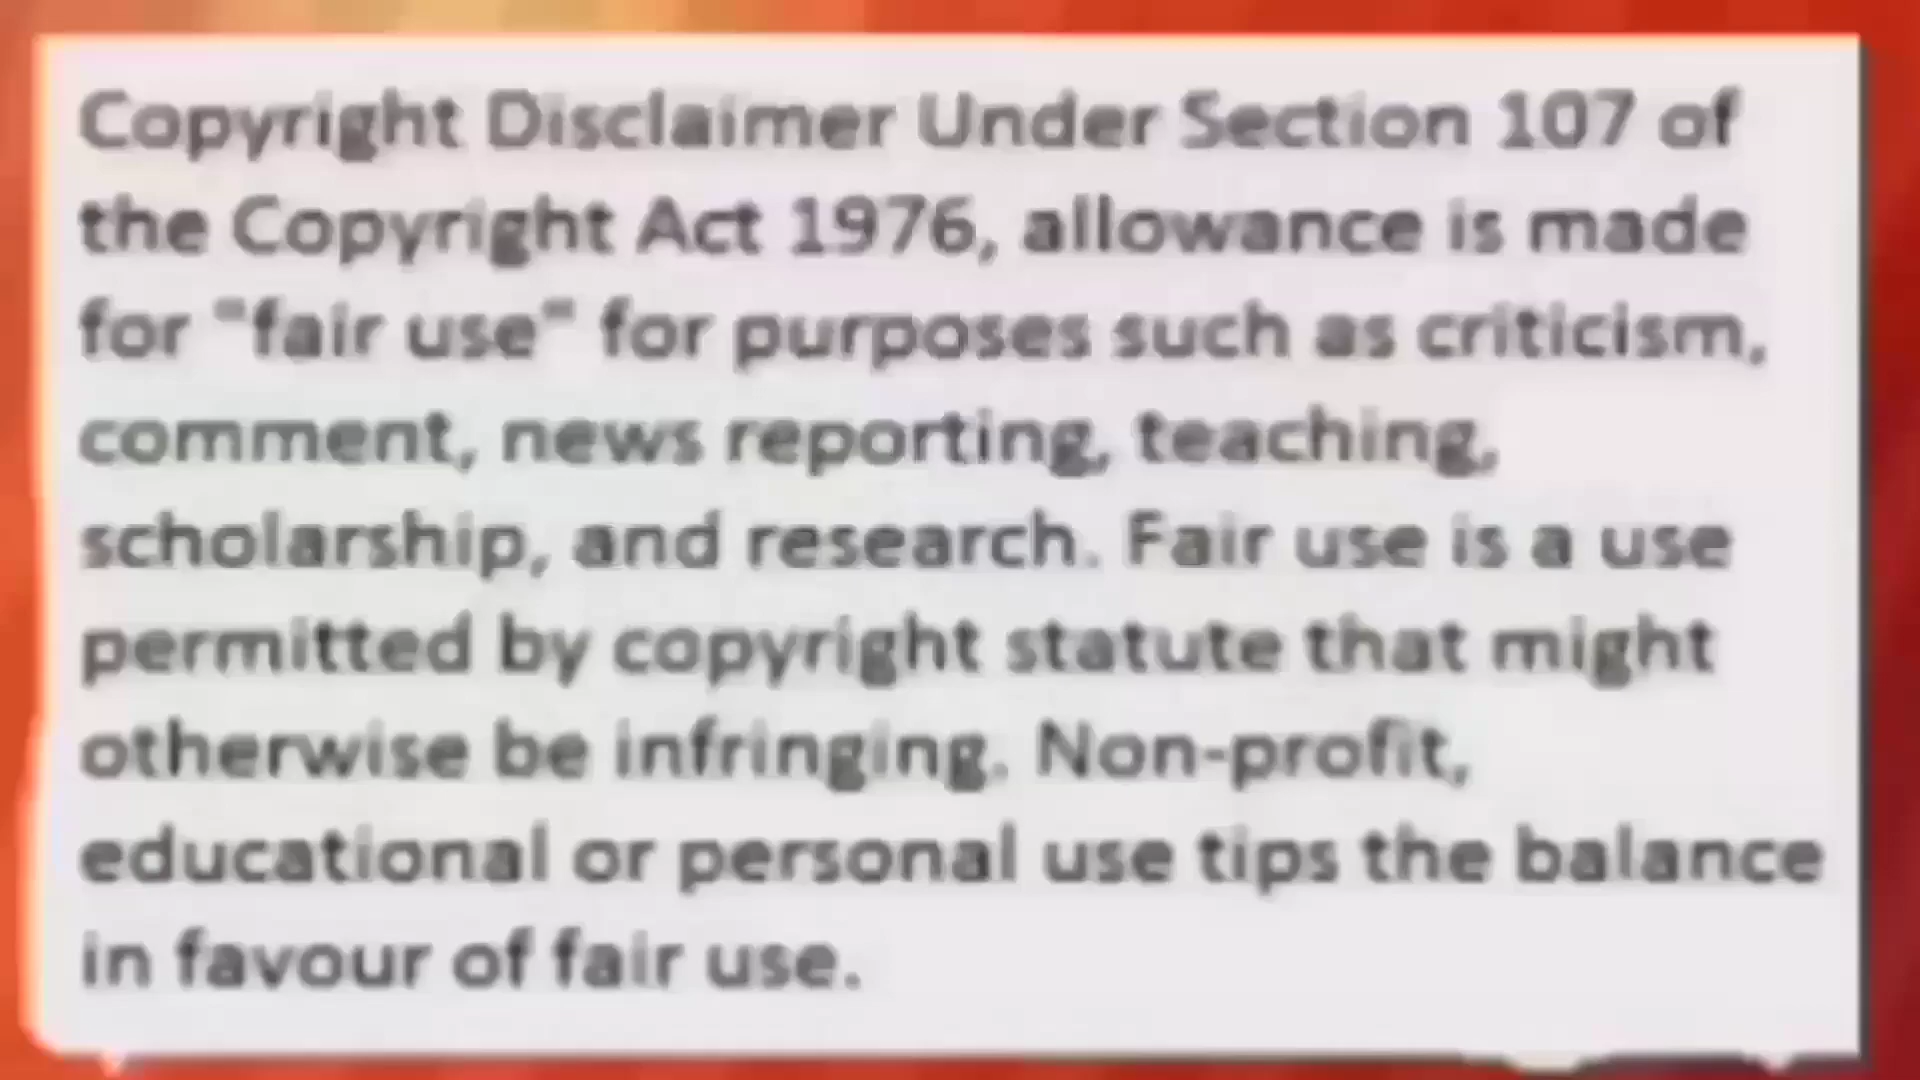 Copyright Disclaimer Under Section 107 of
the Copyright Act 1976, allowance is made
for "fair use" for purposes such as criticism,
comment, news reporting, teaching,
scholarship, and research. Fair use is a use
permitted by copyright statute that might
otherwise be infringing. Non-profit,
educational or personal use tips the balance
in favour of fair use.